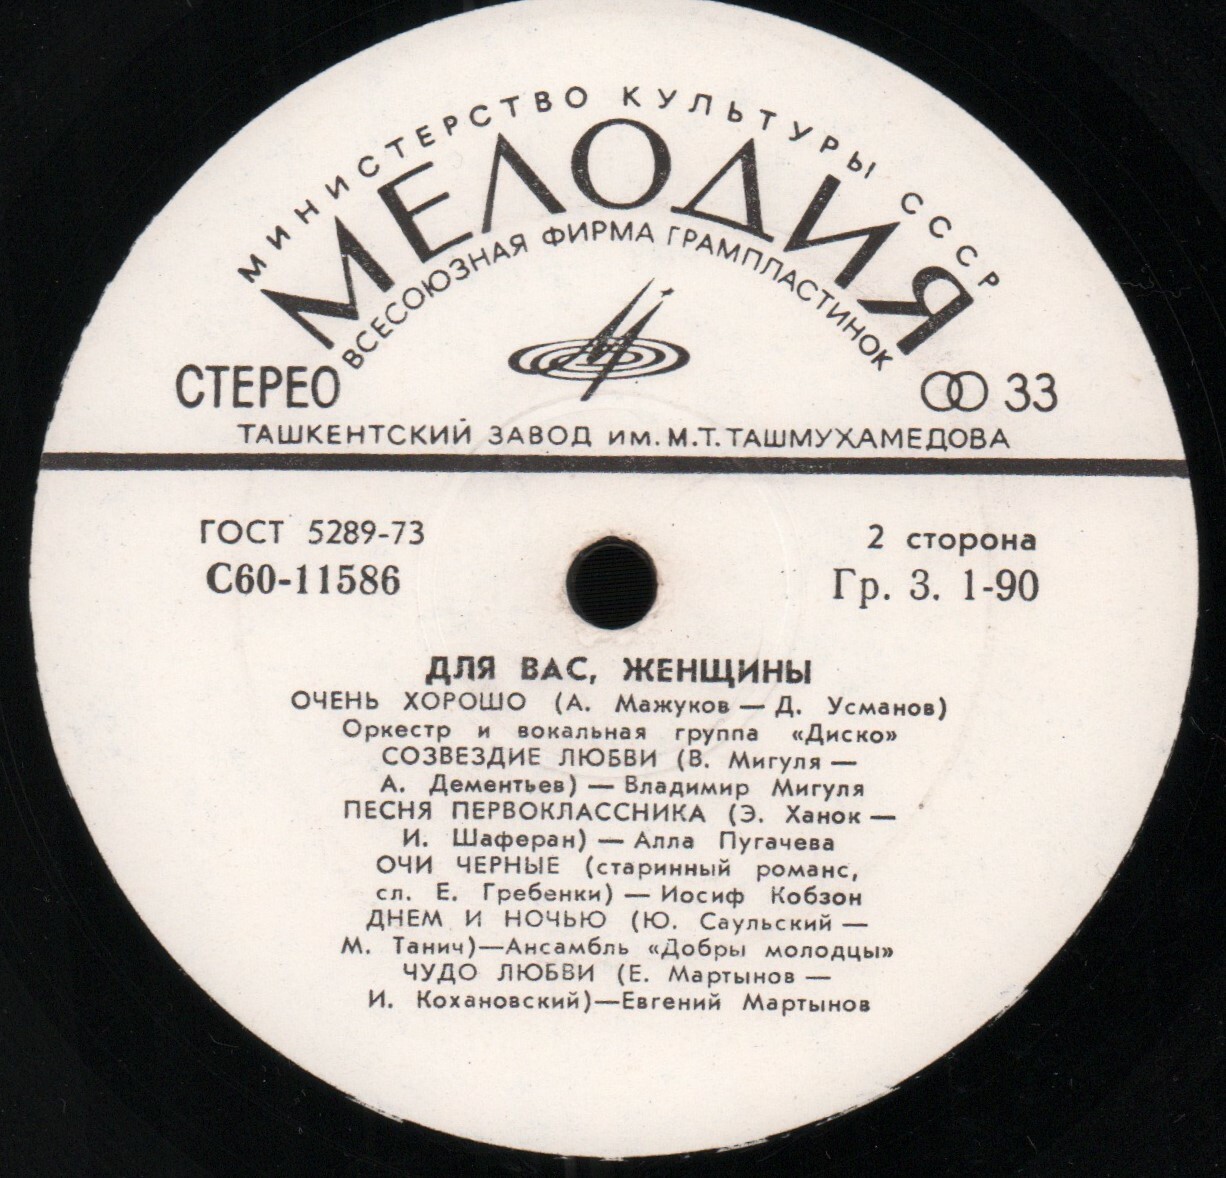 МИНИСТЕРСТВО КУЛЬТУРЫ СССР
МЕЛОДИЯ
ВСЕСОЮЗНАЯ ФИРМА ГРАМПЛАСТИНОК
СТЕРЕО 33
ТАШКЕНТСКИЙ ЗАВОД ИМ. М.Т. ТАШМУХАМЕДОВА
ГОСТ 5289-73 2 сторона
С60-11586 Гр. 3. 1-90
ДЛЯ ВАС, ЖЕНЩИНЫ
ОЧЕНЬ ХОРОШО (А. Мажуков — Д. Усманов)
Оркестр и вокальная группа «Диско»
СОЗВЕЗДИЕ ЛЮБВИ (В. Мигуля —
А. Дементьев) — Владимир Мигуля
ПЕСНЯ ПЕРВОКЛАССНИКА (Э. Ханок —
И. Шаферан) — Алла Пугачева
ОЧИ ЧЕРНЫЕ (старинный романс,
сл. Е. Гребенки) — Иосиф Кобзон
ДНЕМ И НОЧЬЮ (Ю. Саульский —
М. Танич)—Ансамбль «Добры молодцы»
ЧУДО ЛЮБВИ (Е. Мартынов —
И. Кохановский)—Евгений Мартынов